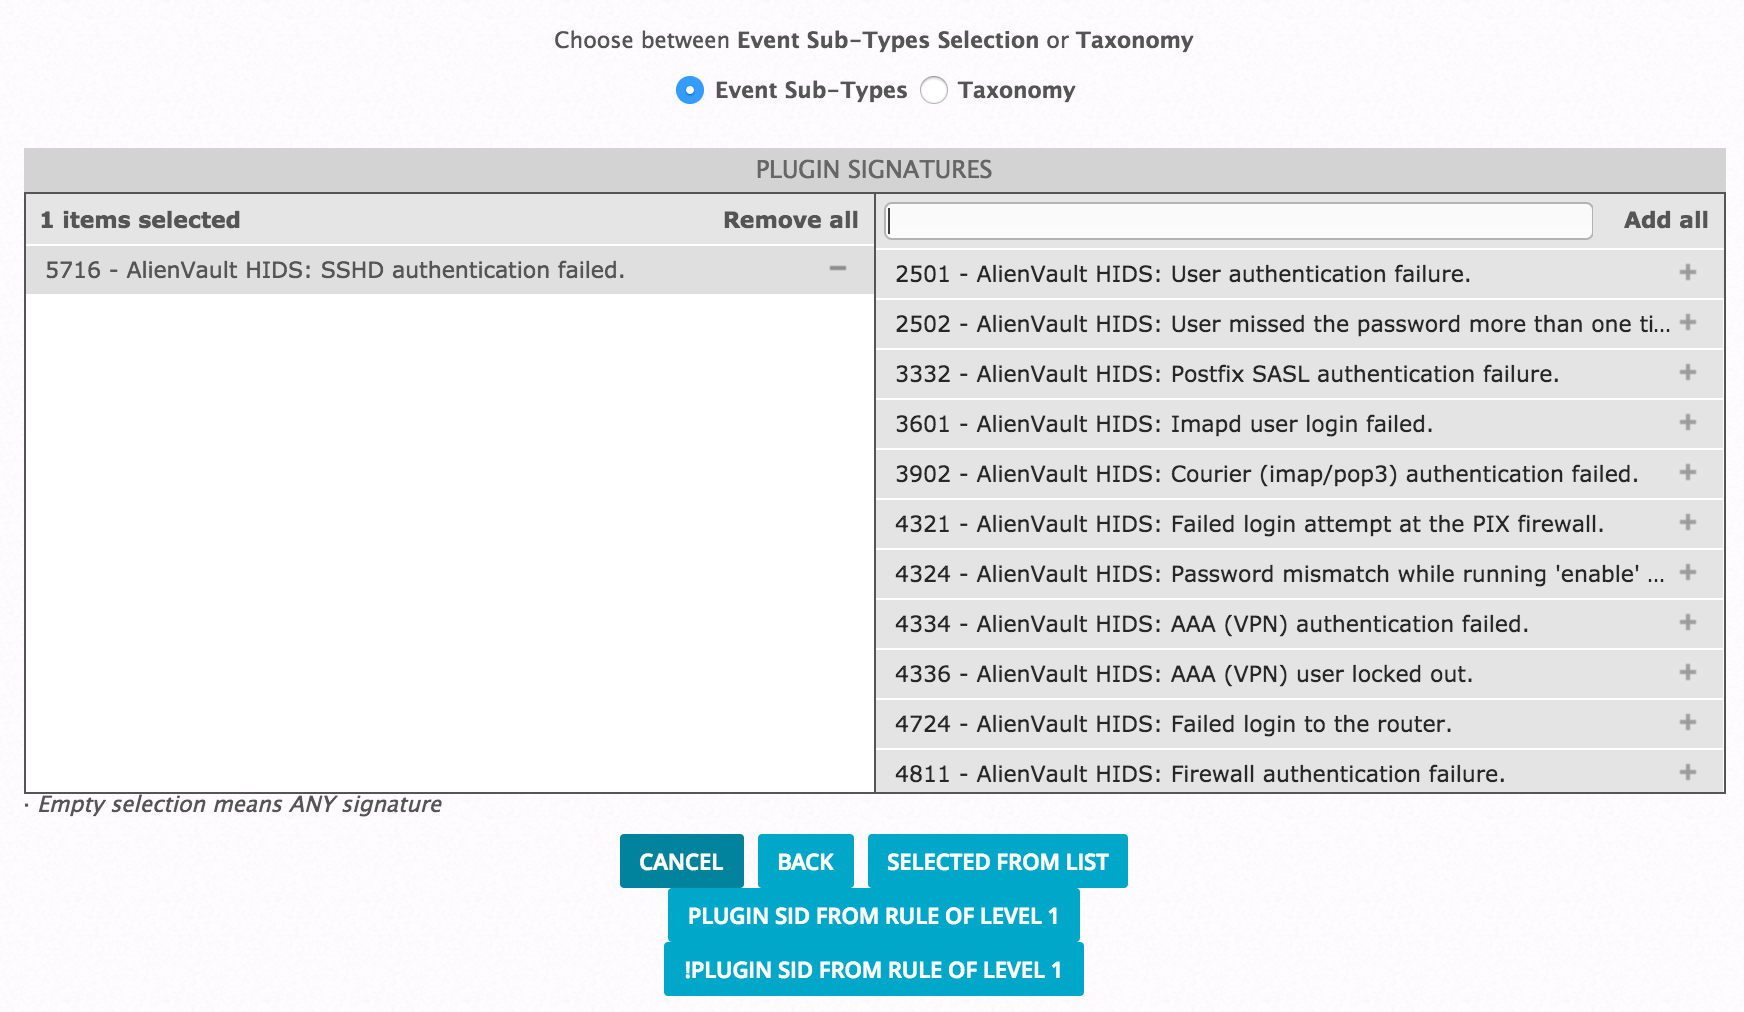 Choose between Event Sub-Types Selection or Taxonomy
Event Sub-Types Taxonomy
PLUGIN SIGNATURES
1 items selected Remove all
5716 - AlienVault HIDS: SSHD authentication failed. −
Add all
2501 - AlienVault HIDS: User authentication failure. +
2502 - AlienVault HIDS: User missed the password more than one ti... +
3332 - AlienVault HIDS: Postfix SASL authentication failure. +
3601 - AlienVault HIDS: Imapd user login failed. +
3902 - AlienVault HIDS: Courier (imap/pop3) authentication failed. +
4321 - AlienVault HIDS: Failed login attempt at the PIX firewall. +
4324 - AlienVault HIDS: Password mismatch while running 'enable' ... +
4334 - AlienVault HIDS: AAA (VPN) authentication failed. +
4336 - AlienVault HIDS: AAA (VPN) user locked out. +
4724 - AlienVault HIDS: Failed login to the router. +
4811 - AlienVault HIDS: Firewall authentication failure. +
· Empty selection means ANY signature
CANCEL BACK SELECTED FROM LIST
PLUGIN SID FROM RULE OF LEVEL 1
!PLUGIN SID FROM RULE OF LEVEL 1